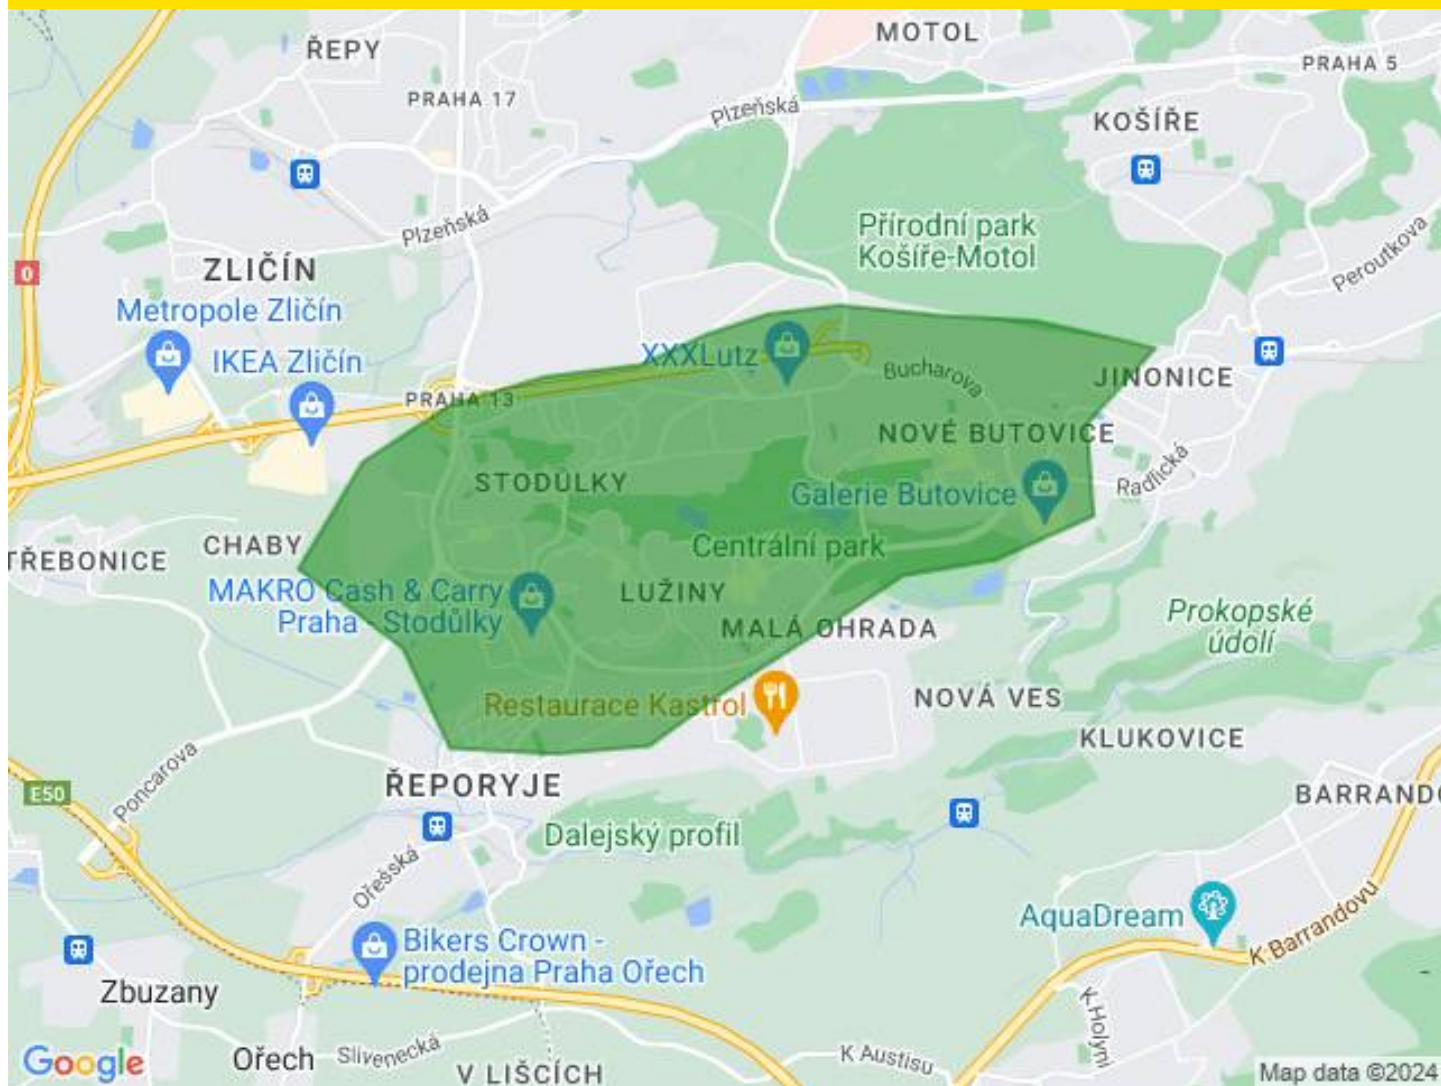 MOTOL
ŘEPY
PRAHA 5
PRAHA 17
Plzeňská
KOŠÍŘE
Plzeňská
Přírodní park
Košíře-Motol
Peroutkova
ZLIČÍN
0
Metropole Zličín
IKEA Zličín
XXXLutz
Bucharova
JINONICE
PRAHA 13
NOVÉ BUTOVICE
Radlická
STODŮLKY
Galerie Butovice
CHABY
TŘEBONICE
Centrální park
MAKRO Cash & Carry
Praha - Stodůlky
LUŽINY
MALÁ OHRADA
Prokopské
údolí
Restaurace Kastrol
NOVÁ VES
KLUKOVICE
Poncarova
ŘEPORYJE
E50
BARRANDO
Dalejský profil
Ořešská
AquaDream
K Barrandovu
Bikers Crown -
prodejna Praha Ořech
Zbuzany
K Holyni
Google
Ořech
Slivenecká
V LIŠCÍCH
K Austisu
Map data ©2024